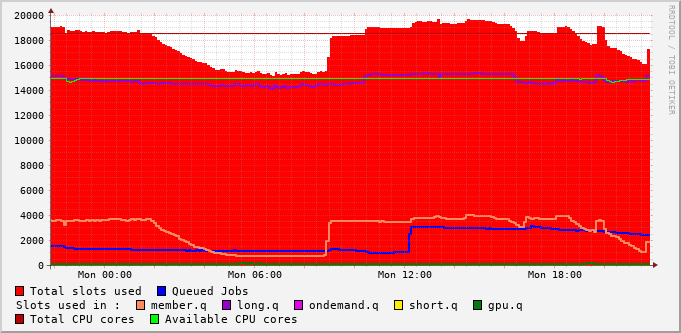 20000
18000
16000
14000
12000
10000
8000
6000
4000
2000
0
Mon 00:00 Mon 06:00 Mon 12:00 Mon 18:00
RRDTOOL / TOBI OETIKER
Total slots used Queued Jobs
Slots used in : member.q long.q ondemand.q short.q gpu.q
Total CPU cores Available CPU cores